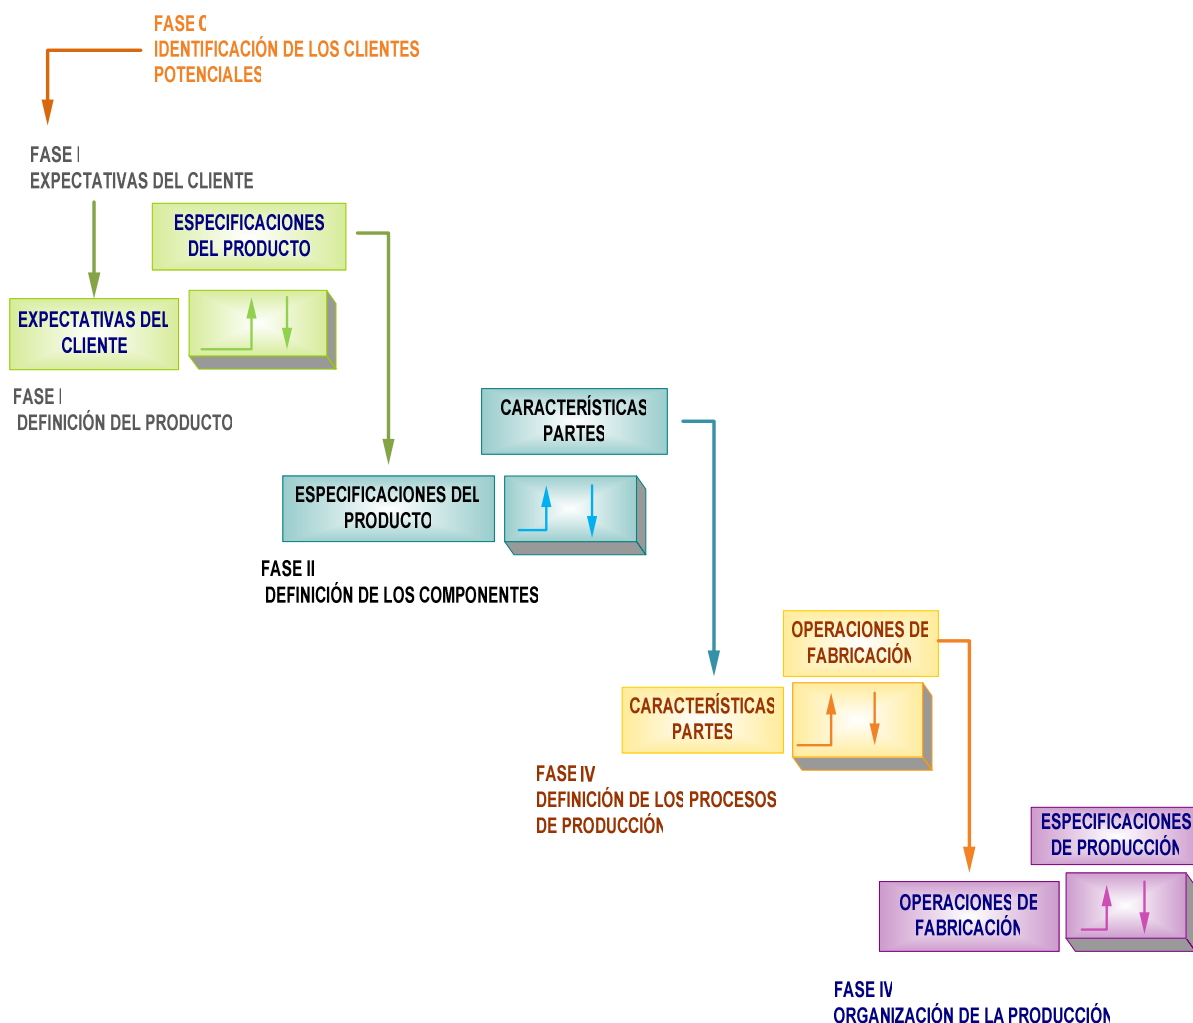 FASE 0
IDENTIFICACIÓN DE LOS CLIENTES
POTENCIALES
FASE I
EXPECTATIVAS DEL CLIENTE
ESPECIFICACIONES
DEL PRODUCTO
EXPECTATIVAS DEL
CLIENTE
FASE I
DEFINICIÓN DEL PRODUCTO
CARACTERÍSTICAS
PARTES
ESPECIFICACIONES DEL
PRODUCTO
FASE II
DEFINICIÓN DE LOS COMPONENTES
OPERACIONES DE
FABRICACIÓN
CARACTERÍSTICAS
PARTES
FASE IV
DEFINICIÓN DE LOS PROCESOS
DE PRODUCCIÓN
ESPECIFICACIONES
DE PRODUCCIÓN
OPERACIONES DE
FABRICACIÓN
FASE IV
ORGANIZACIÓN DE LA PRODUCCIÓN